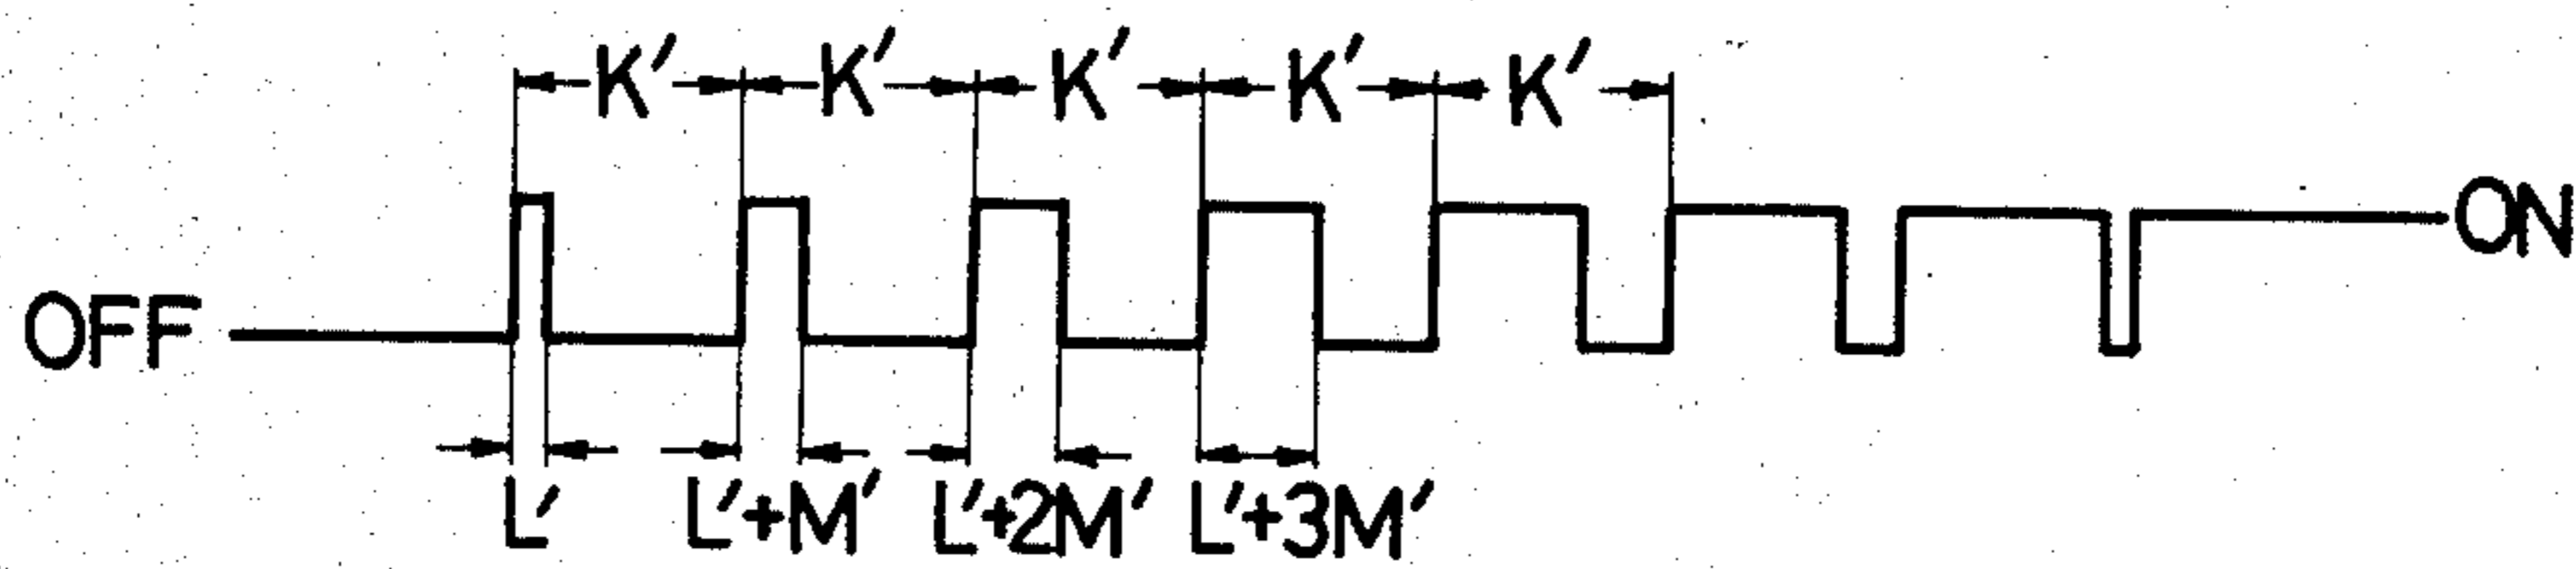 K′ K′ K′ K′ K′
ON
OFF
L′ L′+M′ L′+2M′ L′+3M′